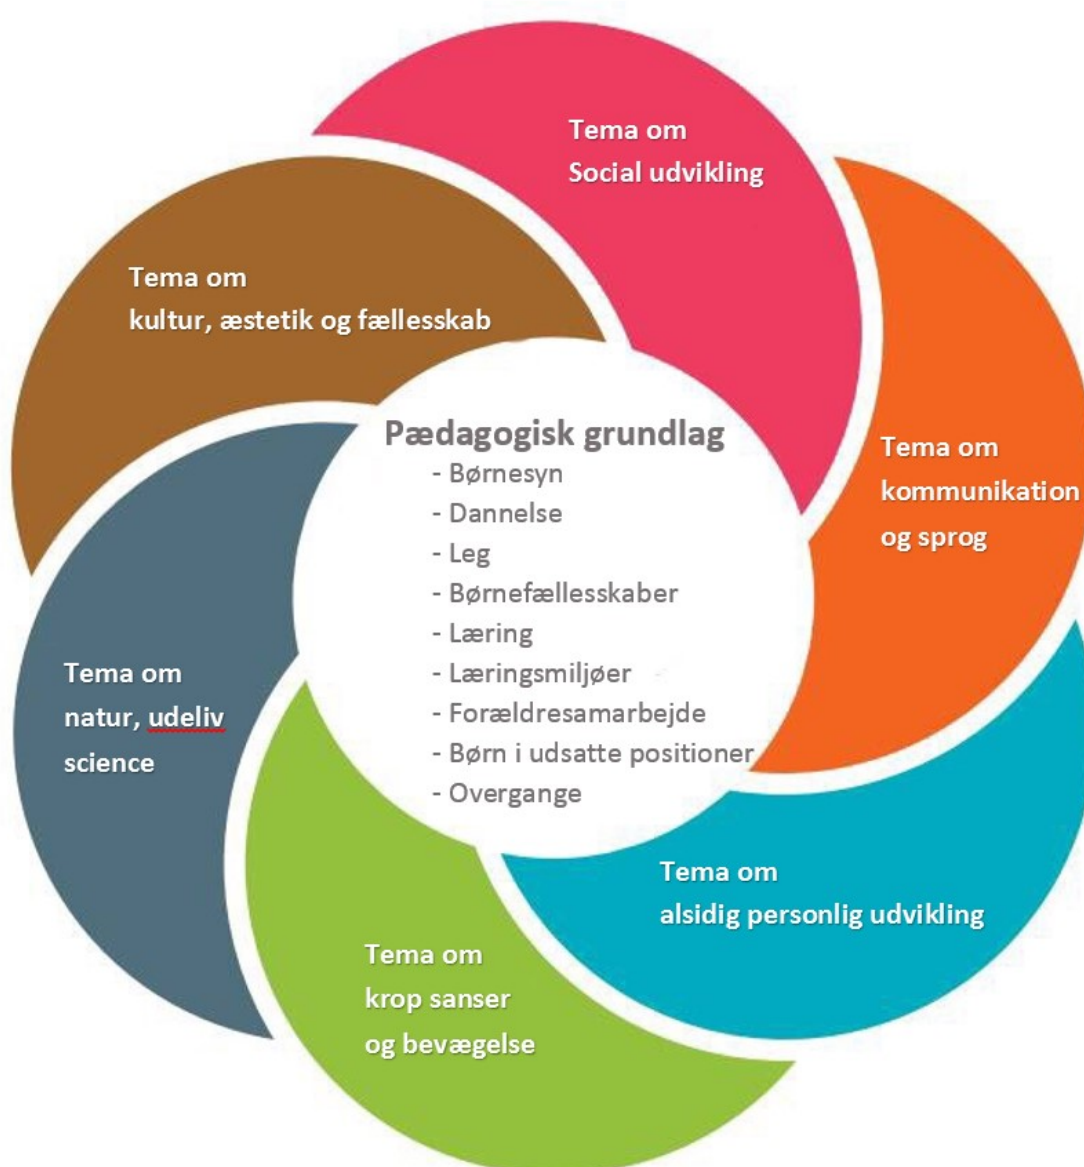 Tema om
Social udvikling
Tema om
kultur, æstetik og fællesskab
Tema om
kommunikation
og sprog
Pædagogisk grundlag
- Børnesyn
- Dannelse
- Leg
- Børnefællesskaber
- Læring
- Læringsmiljøer
- Forældresamarbejde
- Børn i udsatte positioner
- Overgange
Tema om
natur, udeliv
science
Tema om
alsidig personlig udvikling
Tema om
krop sanser
og bevægelse